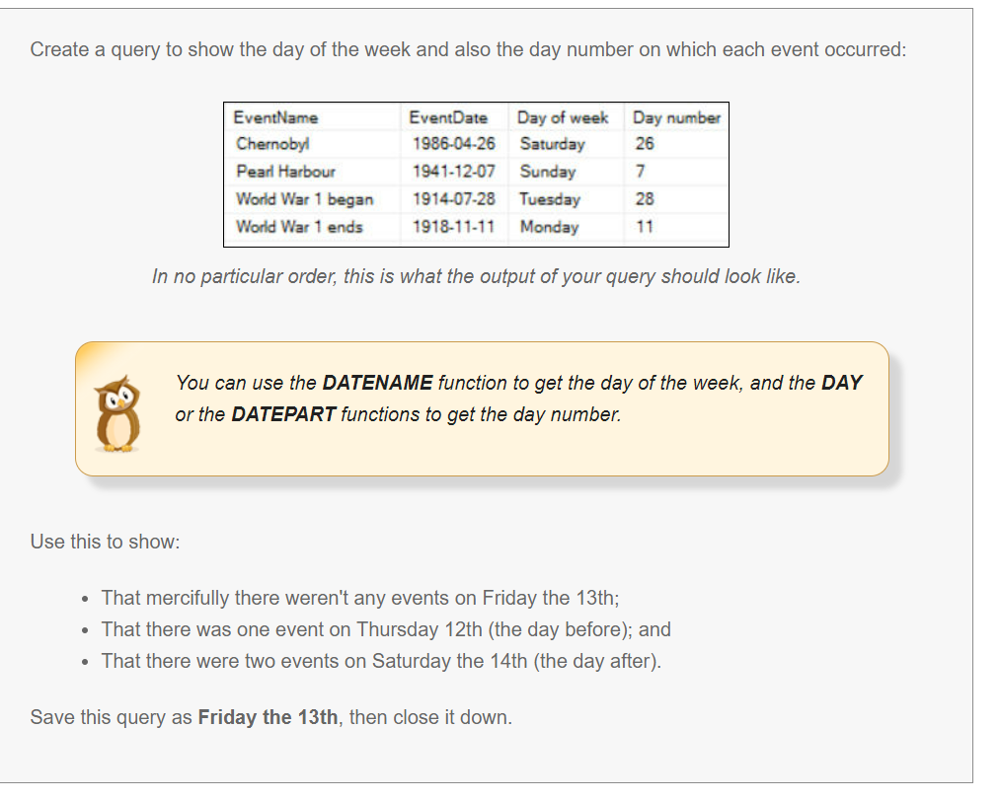 Create a query to show the day of the week and also the day number on which each event occurred:
EventName EventDate Day of week Day number
Chernobyl 1986-04-26 Saturday 26
Pearl Harbour 1941-12-07 Sunday 7
World War 1 began 1914-07-28 Tuesday 28
World War 1 ends 1918-11-11 Monday 11
In no particular order, this is what the output of your query should look like.
You can use the DATENAME function to get the day of the week, and the DAY
or the DATEPART functions to get the day number.
Use this to show:
• That mercifully there weren't any events on Friday the 13th;
• That there was one event on Thursday 12th (the day before); and
• That there were two events on Saturday the 14th (the day after).
Save this query as Friday the 13th, then close it down.